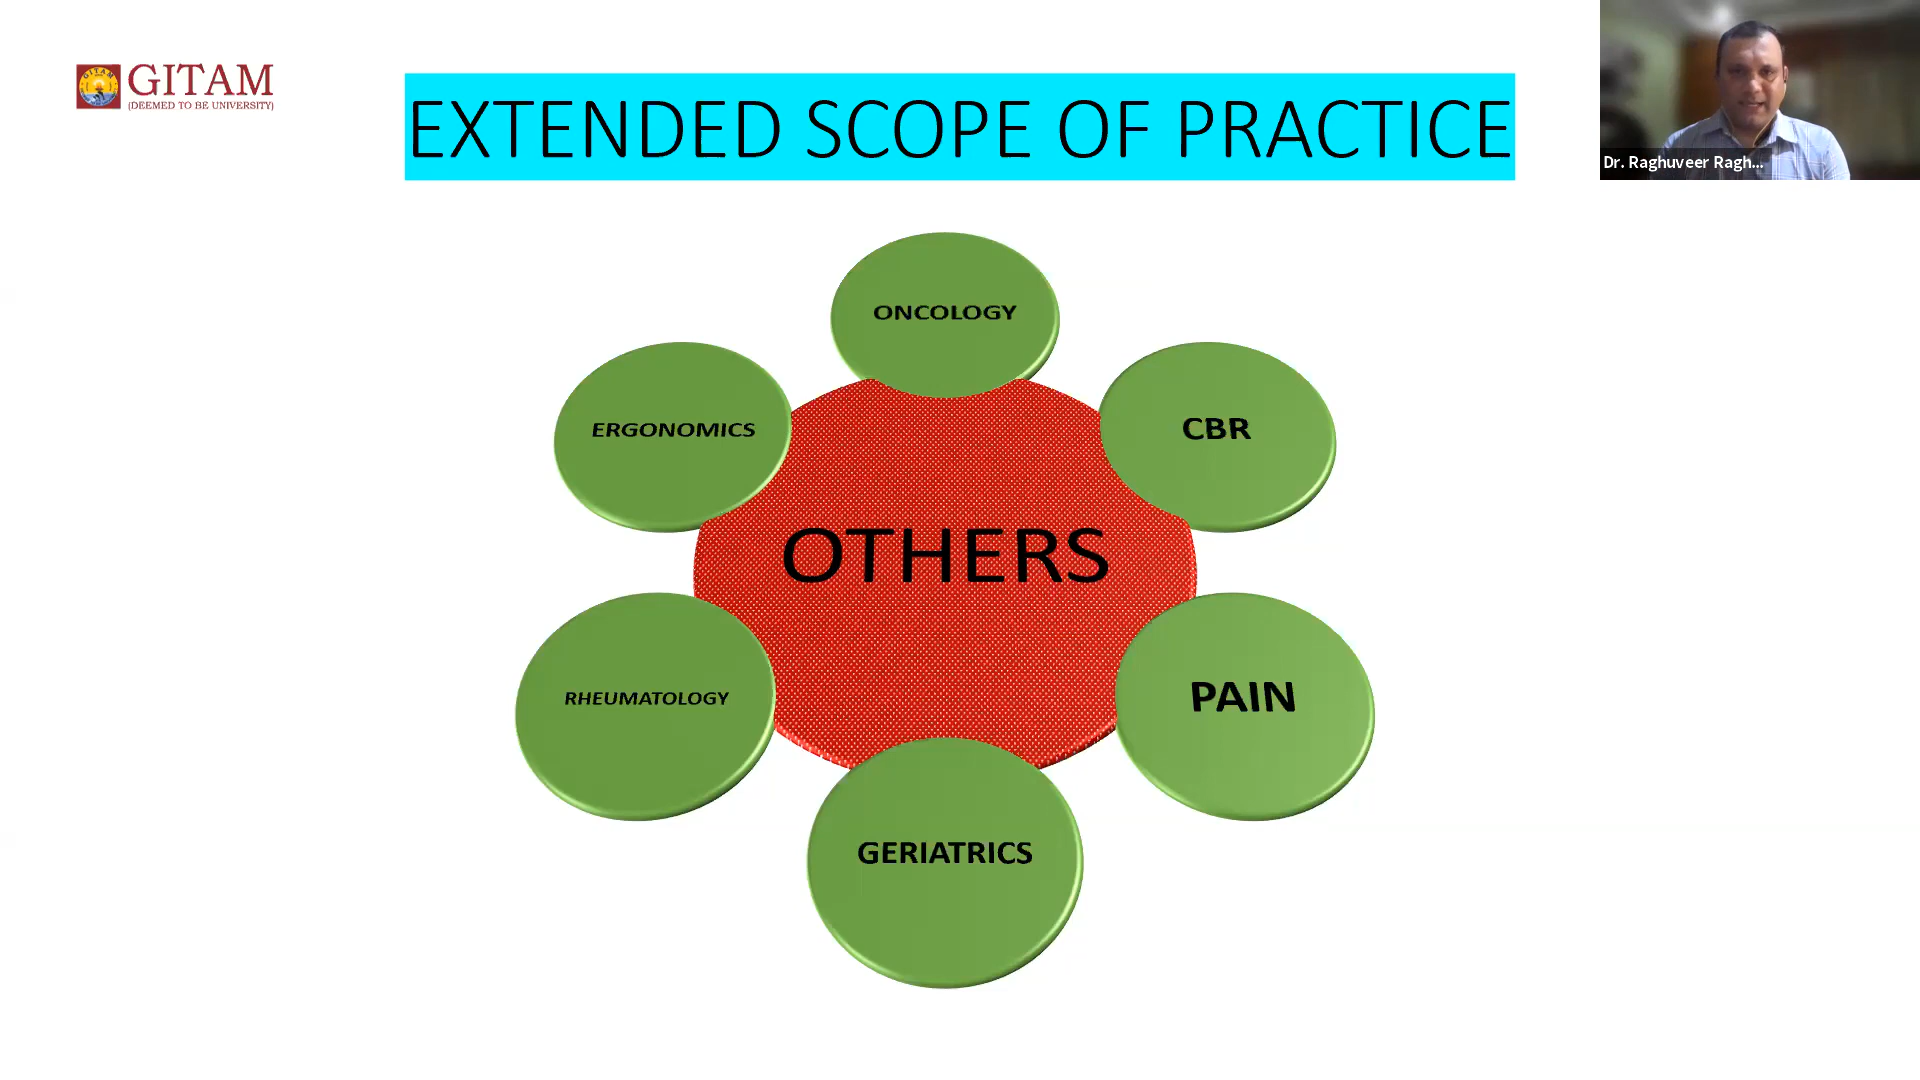 GITAM
(DEEMED TO BE UNIVERSITY)
EXTENDED SCOPE OF PRACTICE
Dr. Raghuveer Ragh...
ONCOLOGY
ERGONOMICS
CBR
OTHERS
RHEUMATOLOGY
PAIN
GERIATRICS